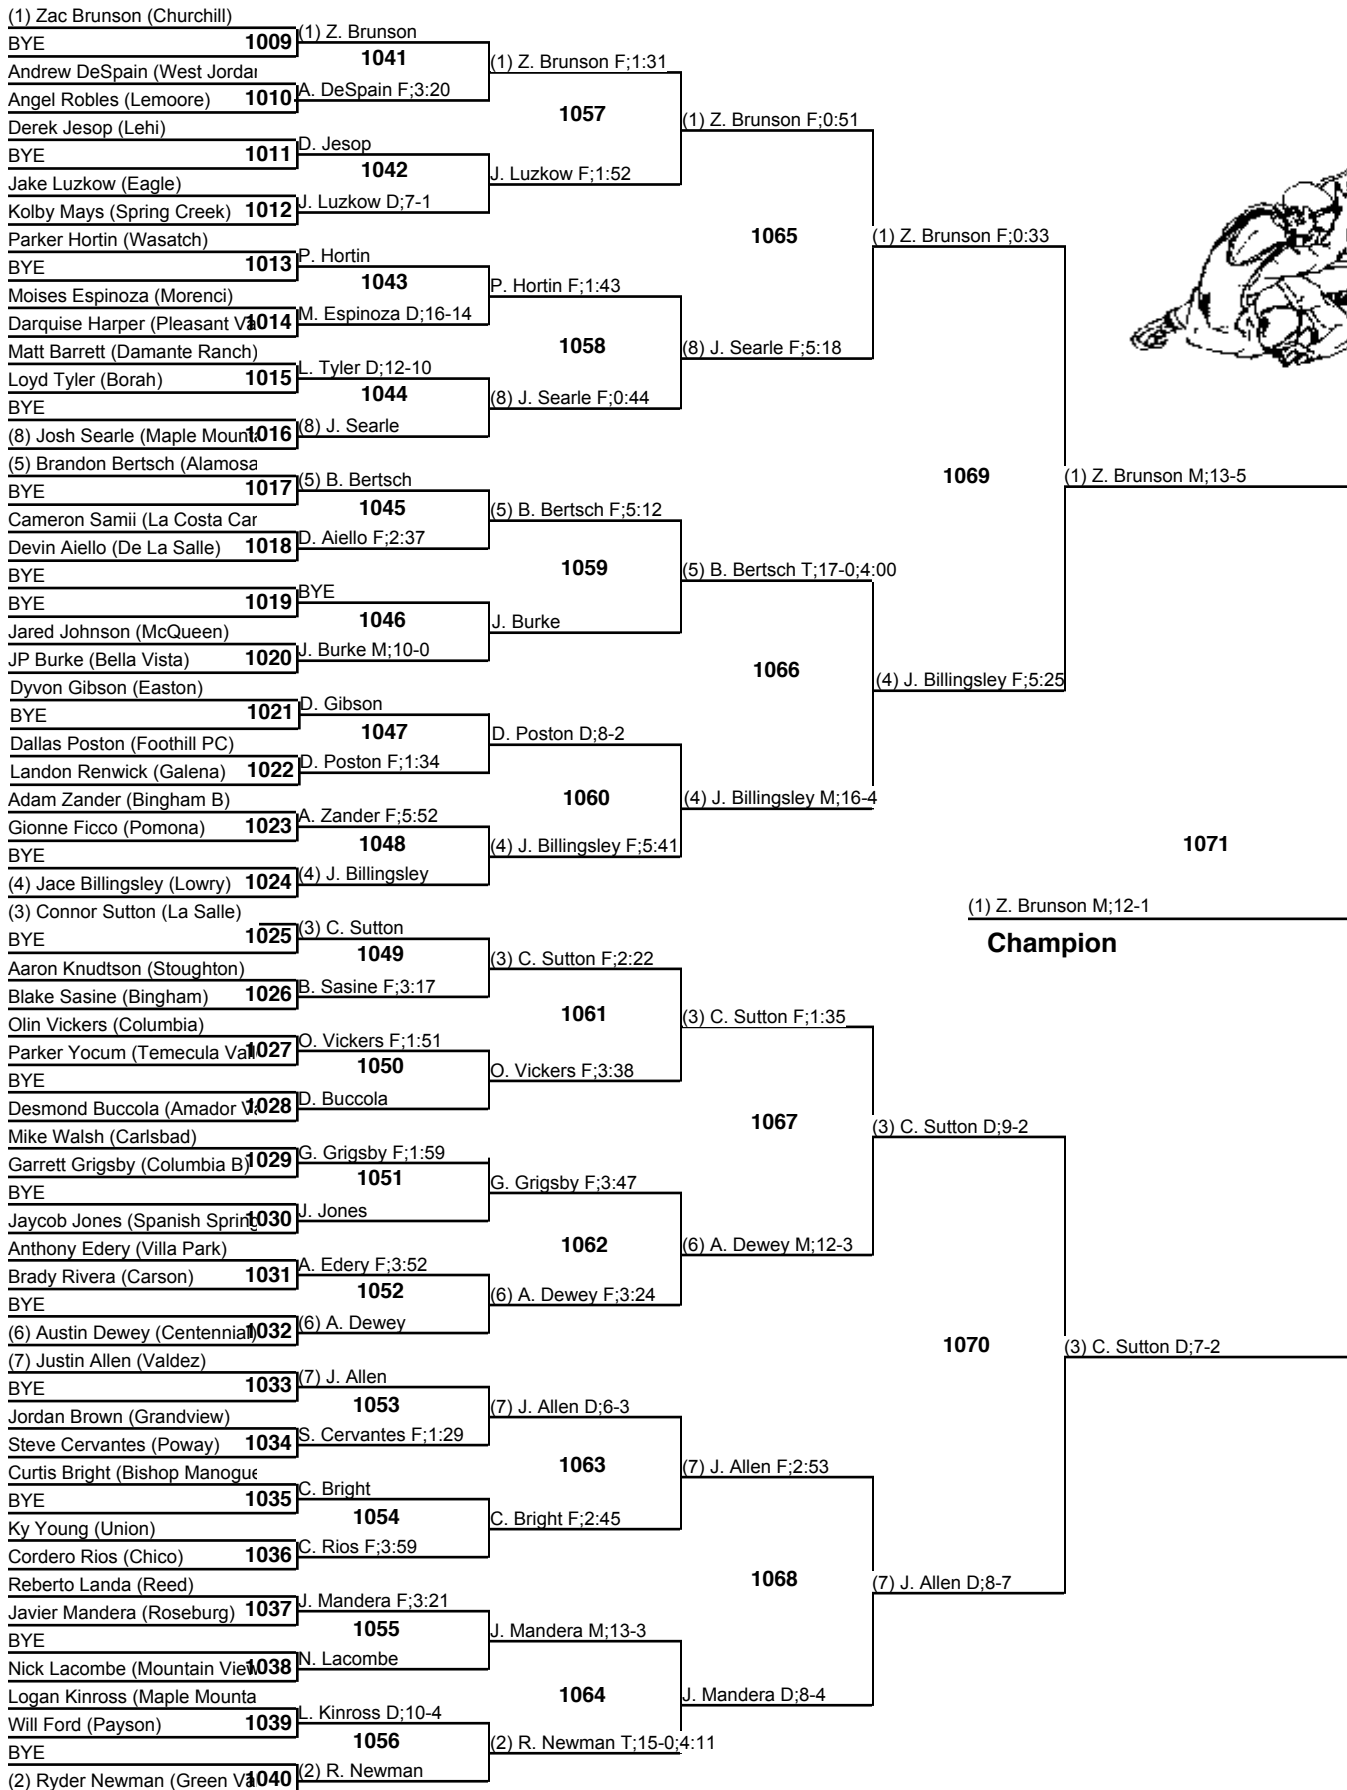 (1) Zac Brunson (Churchill)
BYE
1009
Andrew DeSpain (West Jordan
Angel Robles (Lemoore)
1010
Derek Jesop (Lehi)
BYE
1011
Jake Luzkow (Eagle)
Kolby Mays (Spring Creek)
1012
Parker Hortin (Wasatch)
BYE
1013
Moises Espinoza (Morenci)
Darquise Harper (Pleasant Va
1014
Matt Barrett (Damante Ranch)
Loyd Tyler (Borah)
1015
BYE
(8) Josh Searle (Maple Mounta
1016
(5) Brandon Bertsch (Alamosa
BYE
1017
Cameron Samii (La Costa Can
Devin Aiello (De La Salle)
1018
BYE
BYE
1019
Jared Johnson (McQueen)
JP Burke (Bella Vista)
1020
Dyvon Gibson (Easton)
BYE
1021
Dallas Poston (Foothill PC)
Landon Renwick (Galena)
1022
Adam Zander (Bingham B)
Gionne Ficco (Pomona)
1023
BYE
(4) Jace Billingsley (Lowry)
1024
(3) Connor Sutton (La Salle)
BYE
1025
Aaron Knudtson (Stoughton)
Blake Sasine (Bingham)
1026
Olin Vickers (Columbia)
Parker Yocum (Temecula Vall
1027
BYE
Desmond Buccola (Amador Va
1028
Mike Walsh (Carlsbad)
Garrett Grigsby (Columbia B)
1029
BYE
Jaycob Jones (Spanish Spring
1030
Anthony Edery (Villa Park)
Brady Rivera (Carson)
1031
BYE
(6) Austin Dewey (Centennial)
1032
(7) Justin Allen (Valdez)
BYE
1033
Jordan Brown (Grandview)
Steve Cervantes (Poway)
1034
Curtis Bright (Bishop Manogue
BYE
1035
Ky Young (Union)
Cordero Rios (Chico)
1036
Reberto Landa (Reed)
Javier Mandera (Roseburg)
1037
BYE
Nick Lacombe (Mountain View
1038
Logan Kinross (Maple Mounta
Will Ford (Payson)
1039
BYE
(2) Ryder Newman (Green Va
1040
(1) Z. Brunson
1041
A. DeSpain F;3:20
D. Jesop
1042
J. Luzkow D;7-1
P. Hortin
1043
M. Espinoza D;16-14
L. Tyler D;12-10
1044
(8) J. Searle
(5) B. Bertsch
1045
D. Aiello F;2:37
BYE
1046
J. Burke M;10-0
D. Gibson
1047
D. Poston F;1:34
A. Zander F;5:52
1048
(4) J. Billingsley
(3) C. Sutton
1049
B. Sasine F;3:17
O. Vickers F;1:51
1050
D. Buccola
G. Grigsby F;1:59
1051
J. Jones
A. Edery F;3:52
1052
(6) A. Dewey
(7) J. Allen
1053
S. Cervantes F;1:29
C. Bright
1054
C. Rios F;3:59
J. Mandera F;3:21
1055
N. Lacombe
L. Kinross D;10-4
1056
(2) R. Newman
(1) Z. Brunson F;1:31
1057
J. Luzkow F;1:52
P. Hortin F;1:43
1058
(8) J. Searle F;0:44
(5) B. Bertsch F;5:12
1059
J. Burke
D. Poston D;8-2
1060
(4) J. Billingsley F;5:41
(3) C. Sutton F;2:22
1061
O. Vickers F;3:38
G. Grigsby F;3:47
1062
(6) A. Dewey F;3:24
(7) J. Allen D;6-3
1063
C. Bright F;2:45
J. Mandera M;13-3
1064
(2) R. Newman T;15-0;4:11
(1) Z. Brunson F;0:51
1065
(8) J. Searle F;5:18
(5) B. Bertsch T;17-0;4:00
1066
(4) J. Billingsley M;16-4
(3) C. Sutton F;1:35
1067
(6) A. Dewey M;12-3
(7) J. Allen F;2:53
1068
J. Mandera D;8-4
(1) Z. Brunson F;0:33
1069
(4) J. Billingsley F;5:25
(3) C. Sutton D;9-2
1070
(7) J. Allen D;8-7
(1) Z. Brunson M;13-5
1071
(3) C. Sutton D;7-2
(1) Z. Brunson M;12-1
Champion